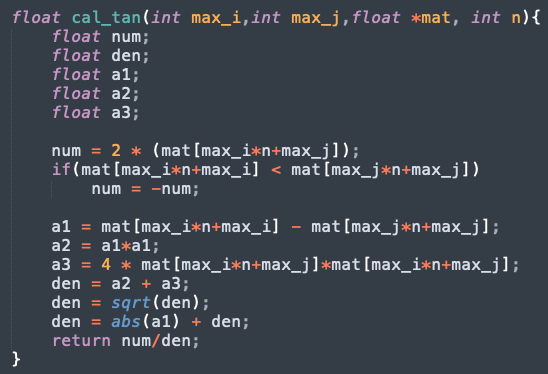 float cal_tan(int max_i,int max_j,float *mat, int n){
    float num;
    float den;
    float a1;
    float a2;
    float a3;

    num = 2 * (mat[max_i*n+max_j]);
    if(mat[max_i*n+max_i] < mat[max_j*n+max_j])
        num = -num;

    a1 = mat[max_i*n+max_i] - mat[max_j*n+max_j];
    a2 = a1*a1;
    a3 = 4 * mat[max_i*n+max_j]*mat[max_i*n+max_j];
    den = a2 + a3;
    den = sqrt(den);
    den = abs(a1) + den;
    return num/den;
}